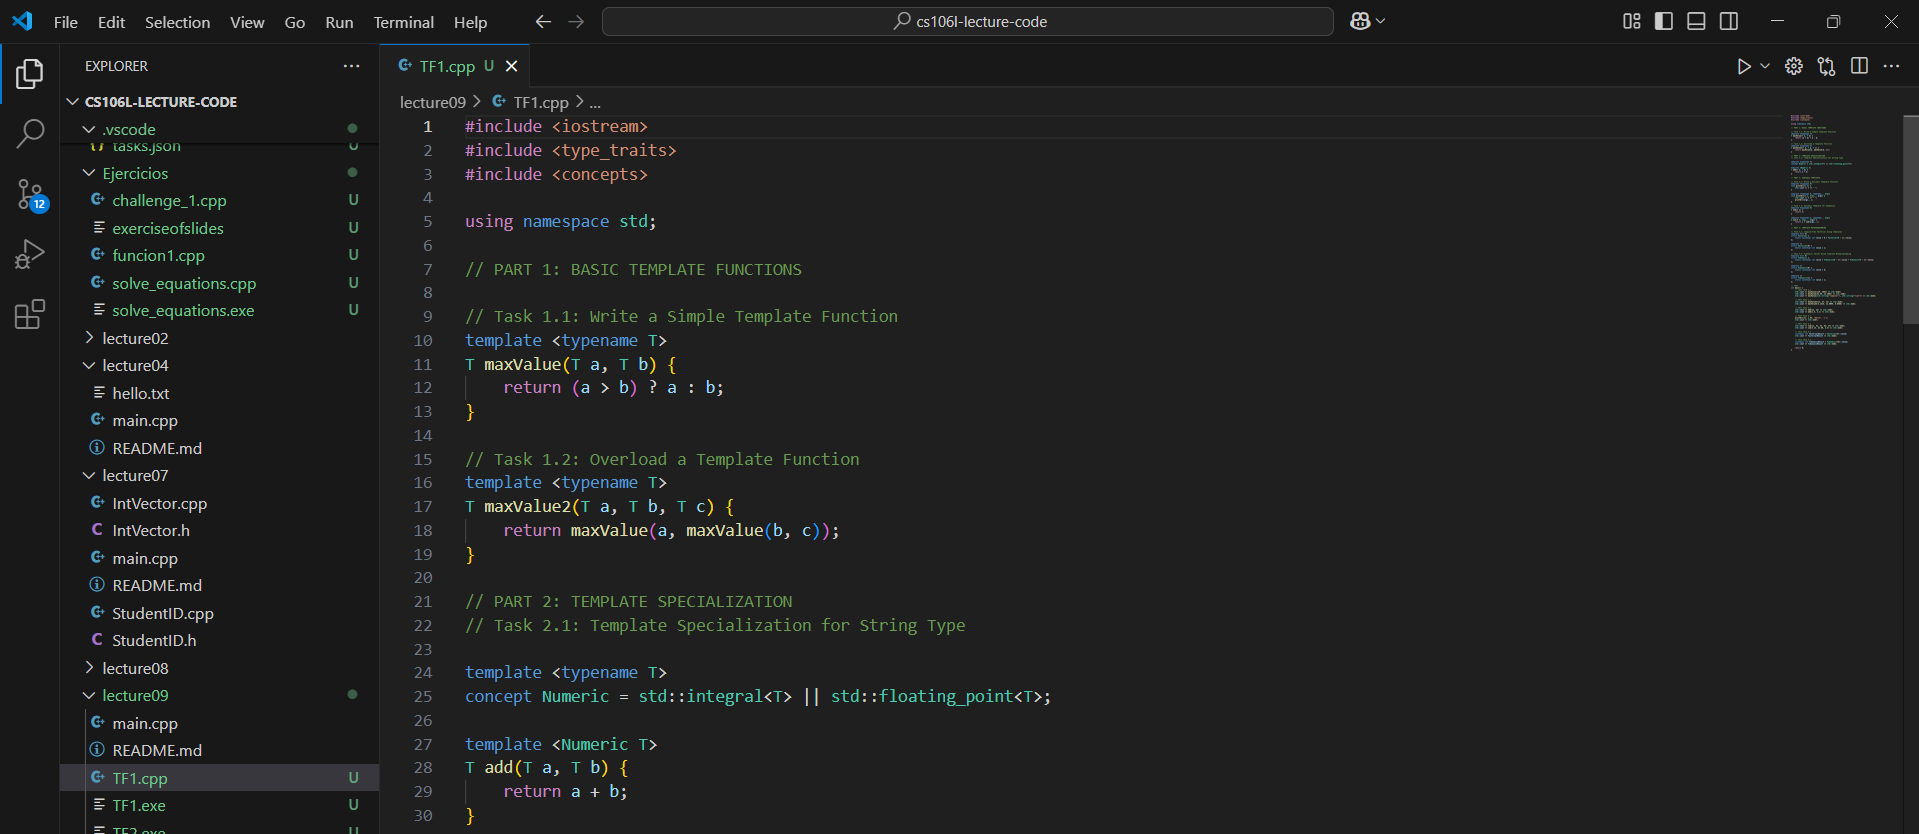 File Edit Selection View Go Run Terminal Help
cs106l-lecture-code
EXPLORER
CS106L-LECTURE-CODE
.vscode
tasks.json U
Ejercicios
challenge_1.cpp U
exerciseofslides U
funcion1.cpp U
solve_equations.cpp U
solve_equations.exe U
lecture02
lecture04
hello.txt
main.cpp
README.md
lecture07
IntVector.cpp
IntVector.h
main.cpp
README.md
StudentID.cpp
StudentID.h
lecture08
lecture09
main.cpp
README.md
TF1.cpp U
TF1.exe U
TF2.exe U
12
TF1.cpp U
lecture09 > TF1.cpp > ...
1 #include <iostream>
2 #include <type_traits>
3 #include <concepts>
4
5 using namespace std;
6
7 // PART 1: BASIC TEMPLATE FUNCTIONS
8
9 // Task 1.1: Write a Simple Template Function
10 template <typename T>
11 T maxValue(T a, T b) {
12 return (a > b) ? a : b;
13 }
14
15 // Task 1.2: Overload a Template Function
16 template <typename T>
17 T maxValue2(T a, T b, T c) {
18 return maxValue(a, maxValue(b, c));
19 }
20
21 // PART 2: TEMPLATE SPECIALIZATION
22 // Task 2.1: Template Specialization for String Type
23
24 template <typename T>
25 concept Numeric = std::integral<T> || std::floating_point<T>;
26
27 template <Numeric T>
28 T add(T a, T b) {
29 return a + b;
30 }